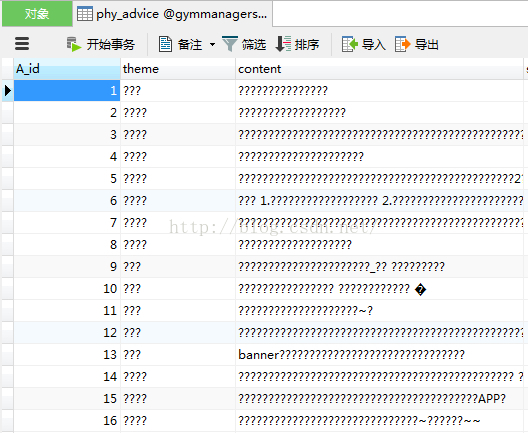 对象 phy_advice @gymmanagers...
开始事务 备注 筛选 排序 导入 导出
A_id theme content
1 ??? ???????????????
2 ???? ??????????????????
3 ???? ????????????????????????????????????????????????
4 ???? ?????????????????????
5 ???? ??????????????????????????????????????????????2?
6 ???? ??? 1.?????????????????? 2.??????????????????????
7 ???? ????????????????????????????????????????????????
http://blog.csdn.net/
8 ???? ???????????????????
9 ??? ??????????????????????_?? ?????????
10 ??? ???????????????? ???????????? �
11 ??? ????????????????????~?
12 ??? ????????????????????????????????????????????????
13 ??? banner???????????????????????????????
14 ???? ?????????????????????????????????????????????? ?
15 ???? ????????????????????????????????????????APP?
16 ???? ??????????????????????????????~??????~~